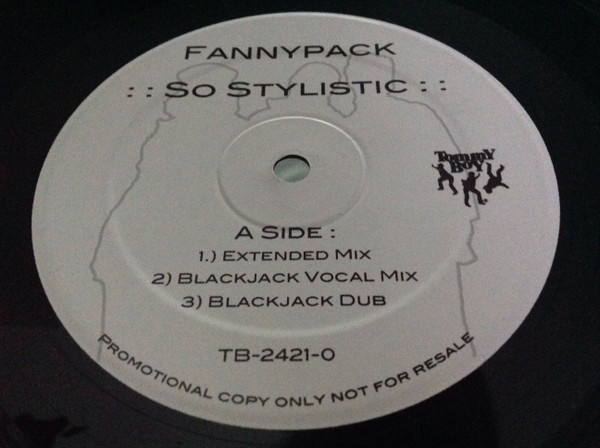 FANNYPACK
: : SO STYLISTIC : :
Tommy
BOY
A SIDE :
1.) EXTENDED MIX
2) BLACKJACK VOCAL MIX
3) BLACKJACK DUB
TB-2421-0
PROMOTIONAL COPY ONLY NOT FOR RESALE